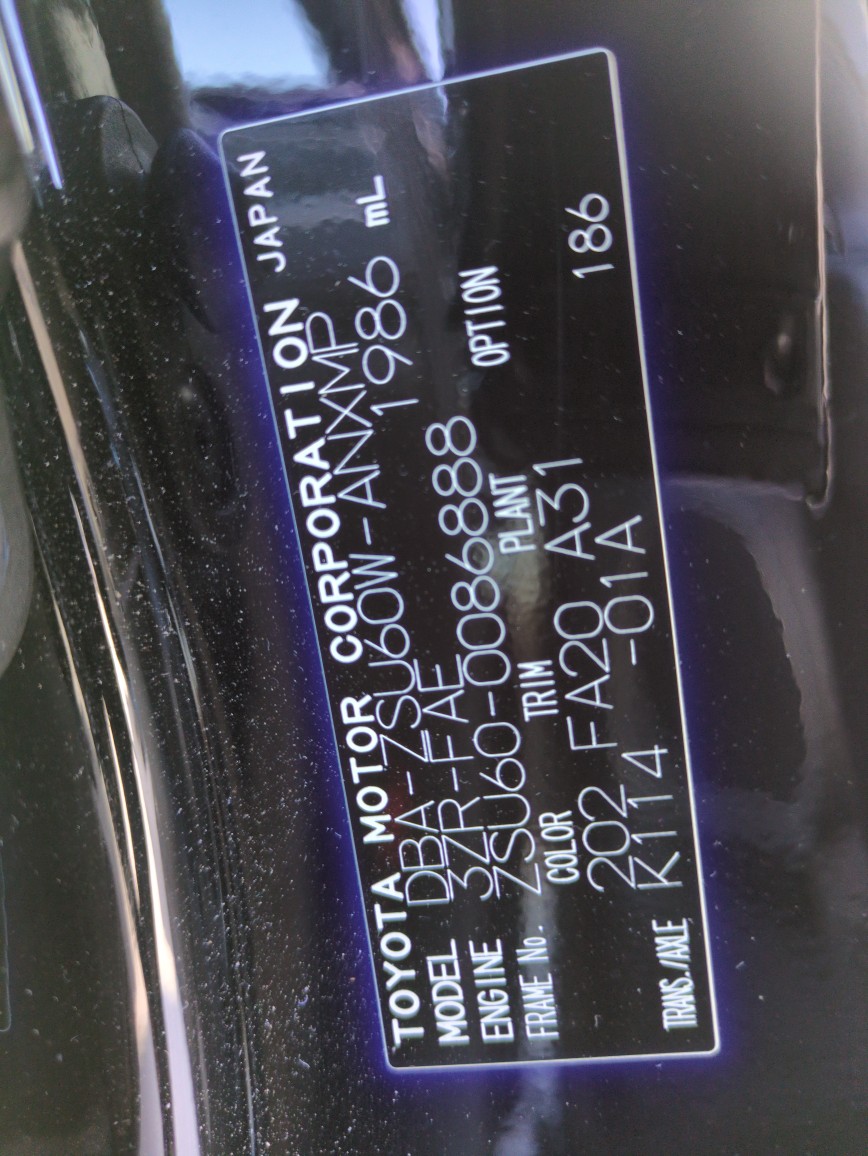 TOYOTA MOTOR CORPORATION JAPAN
MODEL DBA-ZSU60W-ANXMP
ENGINE 3ZR-FAE 1986 mL
FRAME No. ZSU60-0086888
COLOR TRIM PLANT OPTION
202 FA20 A31 186
TRANS./AXLE K114 -01A